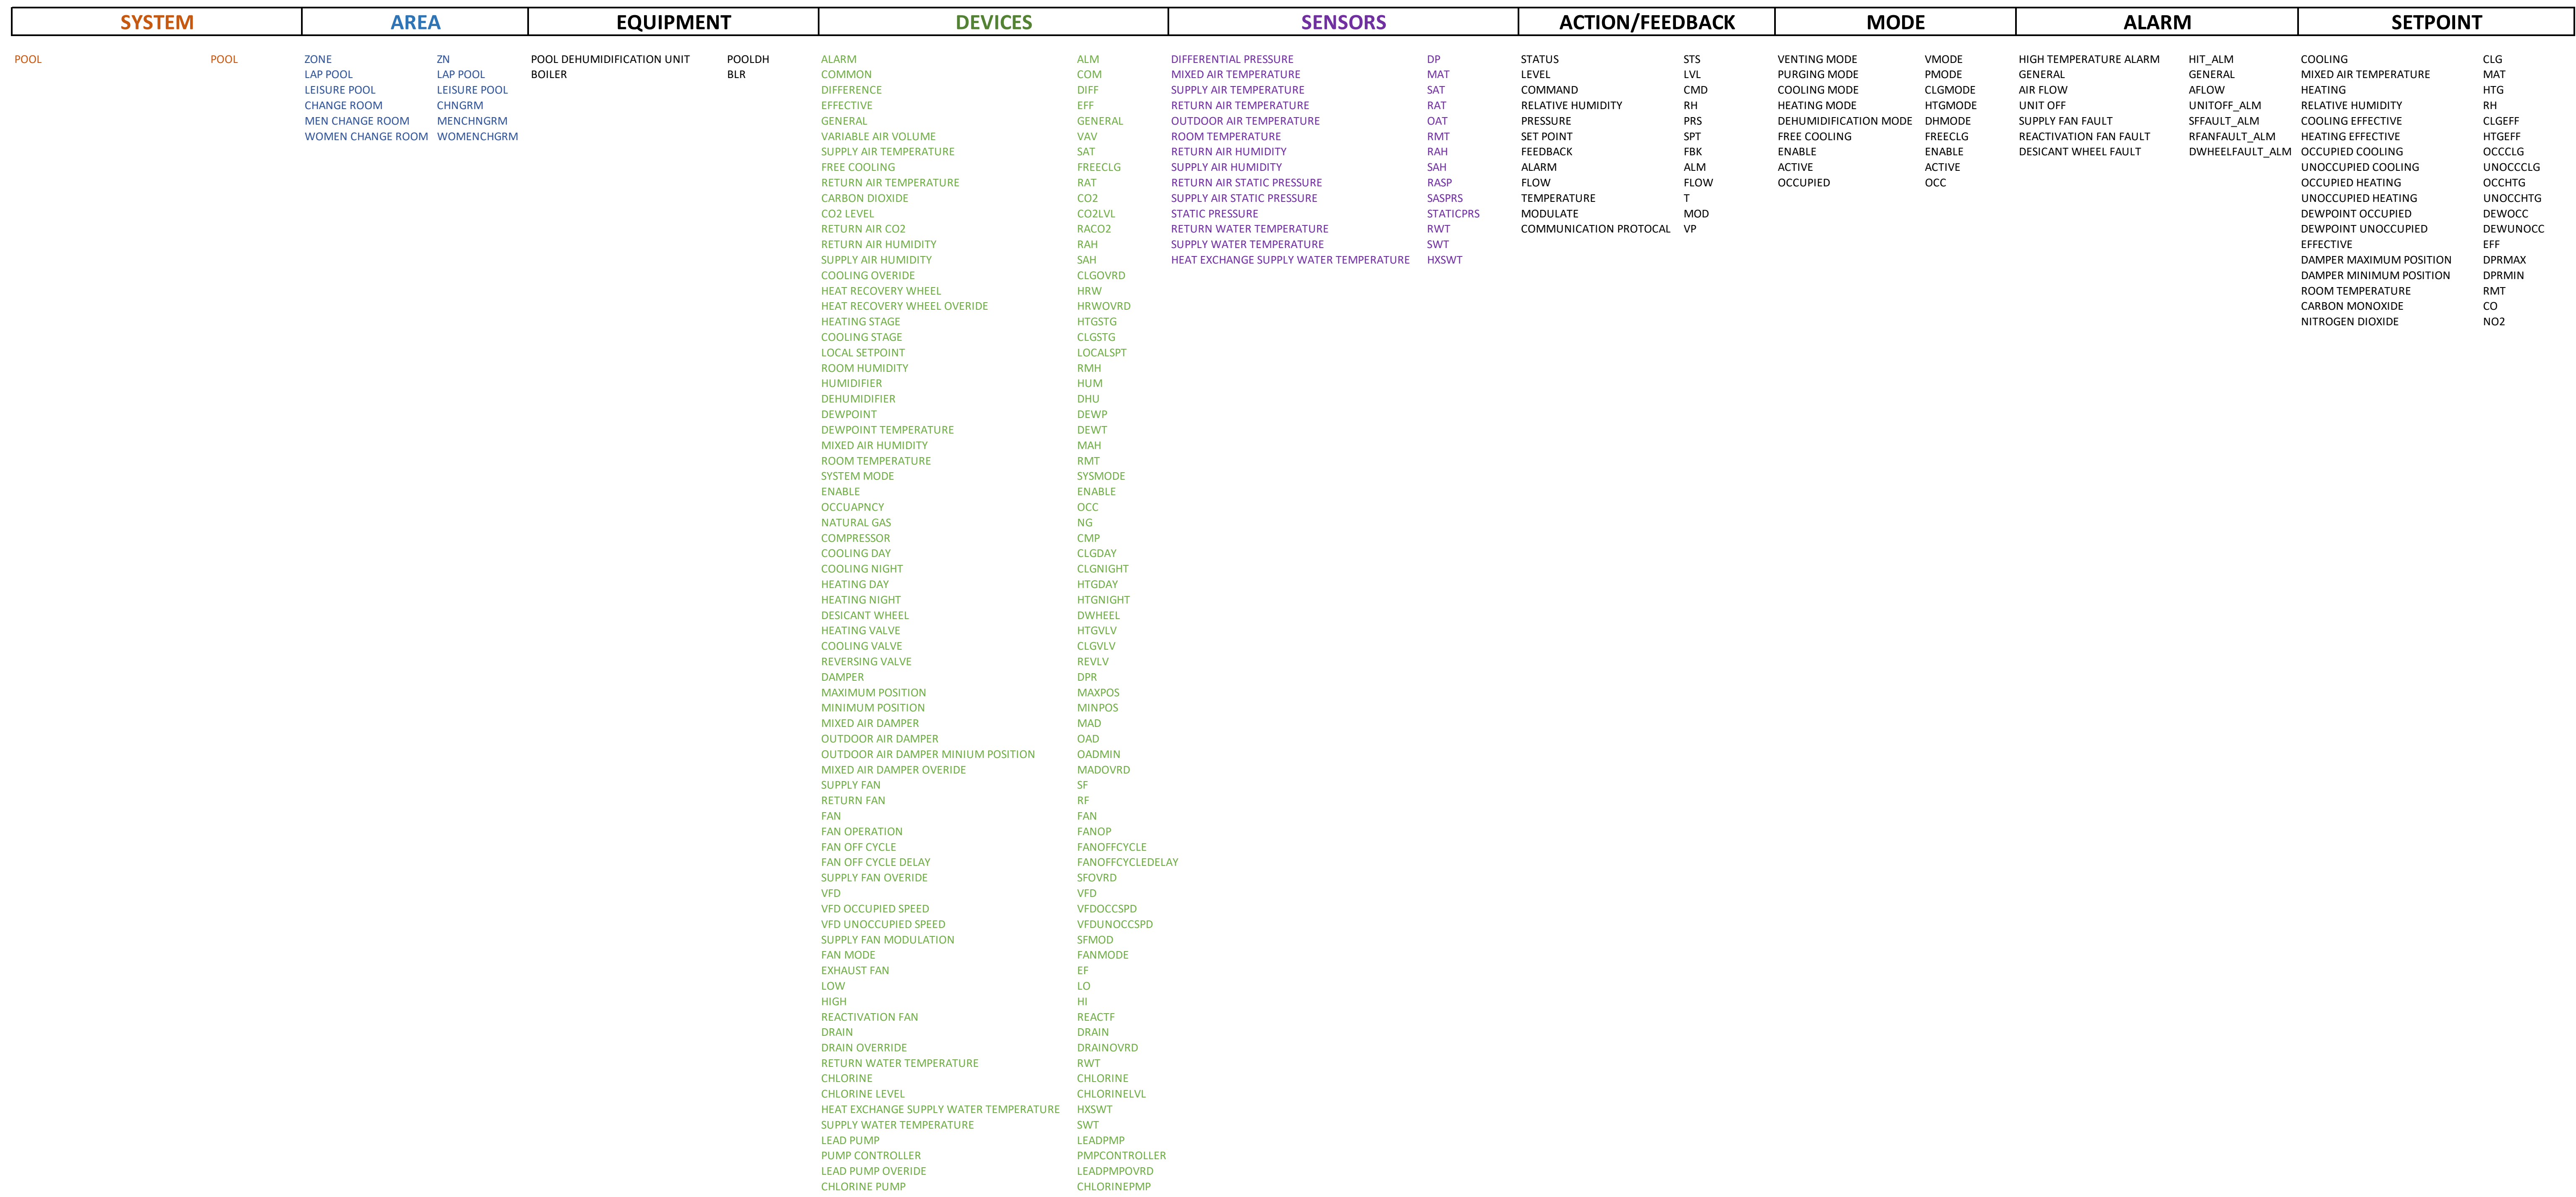 SYSTEM AREA EQUIPMENT DEVICES SENSORS ACTION/FEEDBACK MODE ALARM SETPOINT
POOL POOL ZONE ZN POOL DEHUMIDIFICATION UNIT POOLDH ALARM ALM DIFFERENTIAL PRESSURE DP STATUS STS VENTING MODE VMODE HIGH TEMPERATURE ALARM HIT_ALM COOLING CLG
LAP POOL LAP POOL BOILER BLR COMMON COM MIXED AIR TEMPERATURE MAT LEVEL LVL PURGING MODE PMODE GENERAL GENERAL MIXED AIR TEMPERATURE MAT
LEISURE POOL LEISURE POOL DIFFERENCE DIFF SUPPLY AIR TEMPERATURE SAT COMMAND CMD COOLING MODE CLGMODE AIR FLOW AFLOW HEATING HTG
CHANGE ROOM CHNGRM EFFECTIVE EFF RETURN AIR TEMPERATURE RAT RELATIVE HUMIDITY RH HEATING MODE HTGMODE UNIT OFF UNITOFF_ALM RELATIVE HUMIDITY RH
MEN CHANGE ROOM MENCHNGRM GENERAL GENERAL OUTDOOR AIR TEMPERATURE OAT PRESSURE PRS DEHUMIDIFICATION MODE DHMODE SUPPLY FAN FAULT SFFAULT_ALM COOLING EFFECTIVE CLGEFF
WOMEN CHANGE ROOM WOMENCHGRM VARIABLE AIR VOLUME VAV ROOM TEMPERATURE RMT SET POINT SPT FREE COOLING FREECLG REACTIVATION FAN FAULT RFANFAULT_ALM HEATING EFFECTIVE HTGEFF
SUPPLY AIR TEMPERATURE SAT RETURN AIR HUMIDITY RAH FEEDBACK FBK ENABLE ENABLE DESICANT WHEEL FAULT DWHEELFAULT_ALM OCCUPIED COOLING OCCCLG
FREE COOLING FREECLG SUPPLY AIR HUMIDITY SAH ALARM ALM ACTIVE ACTIVE UNOCCUPIED COOLING UNOCCCLG
RETURN AIR TEMPERATURE RAT RETURN AIR STATIC PRESSURE RASP FLOW FLOW OCCUPIED OCC OCCUPIED HEATING OCCHTG
CARBON DIOXIDE CO2 SUPPLY AIR STATIC PRESSURE SASPRS TEMPERATURE T UNOCCUPIED HEATING UNOCCHTG
CO2 LEVEL CO2LVL STATIC PRESSURE STATICPRS MODULATE MOD DEWPOINT OCCUPIED DEWOCC
RETURN AIR CO2 RACO2 RETURN WATER TEMPERATURE RWT COMMUNICATION PROTOCAL VP DEWPOINT UNOCCUPIED DEWUNOCC
RETURN AIR HUMIDITY RAH SUPPLY WATER TEMPERATURE SWT EFFECTIVE EFF
SUPPLY AIR HUMIDITY SAH HEAT EXCHANGE SUPPLY WATER TEMPERATURE HXSWT DAMPER MAXIMUM POSITION DPRMAX
COOLING OVERIDE CLGOVRD DAMPER MINIMUM POSITION DPRMIN
HEAT RECOVERY WHEEL HRW ROOM TEMPERATURE RMT
HEAT RECOVERY WHEEL OVERIDE HRWOVRD CARBON MONOXIDE CO
HEATING STAGE HTGSTG NITROGEN DIOXIDE NO2
COOLING STAGE CLGSTG
LOCAL SETPOINT LOCALSPT
ROOM HUMIDITY RMH
HUMIDIFIER HUM
DEHUMIDIFIER DHU
DEWPOINT DEWP
DEWPOINT TEMPERATURE DEWT
MIXED AIR HUMIDITY MAH
ROOM TEMPERATURE RMT
SYSTEM MODE SYSMODE
ENABLE ENABLE
OCCUAPNCY OCC
NATURAL GAS NG
COMPRESSOR CMP
COOLING DAY CLGDAY
COOLING NIGHT CLGNIGHT
HEATING DAY HTGDAY
HEATING NIGHT HTGNIGHT
DESICANT WHEEL DWHEEL
HEATING VALVE HTGVLV
COOLING VALVE CLGVLV
REVERSING VALVE REVLV
DAMPER DPR
MAXIMUM POSITION MAXPOS
MINIMUM POSITION MINPOS
MIXED AIR DAMPER MAD
OUTDOOR AIR DAMPER OAD
OUTDOOR AIR DAMPER MINIUM POSITION OADMIN
MIXED AIR DAMPER OVERIDE MADOVRD
SUPPLY FAN SF
RETURN FAN RF
FAN FAN
FAN OPERATION FANOP
FAN OFF CYCLE FANOFFCYCLE
FAN OFF CYCLE DELAY FANOFFCYCLEDELAY
SUPPLY FAN OVERIDE SFOVRD
VFD VFD
VFD OCCUPIED SPEED VFDOCCSPD
VFD UNOCCUPIED SPEED VFDUNOCCSPD
SUPPLY FAN MODULATION SFMOD
FAN MODE FANMODE
EXHAUST FAN EF
LOW LO
HIGH HI
REACTIVATION FAN REACTF
DRAIN DRAIN
DRAIN OVERRIDE DRAINOVRD
RETURN WATER TEMPERATURE RWT
CHLORINE CHLORINE
CHLORINE LEVEL CHLORINELVL
HEAT EXCHANGE SUPPLY WATER TEMPERATURE HXSWT
SUPPLY WATER TEMPERATURE SWT
LEAD PUMP LEADPMP
PUMP CONTROLLER PMPCONTROLLER
LEAD PUMP OVERIDE LEADPMPOVRD
CHLORINE PUMP CHLORINEPMP